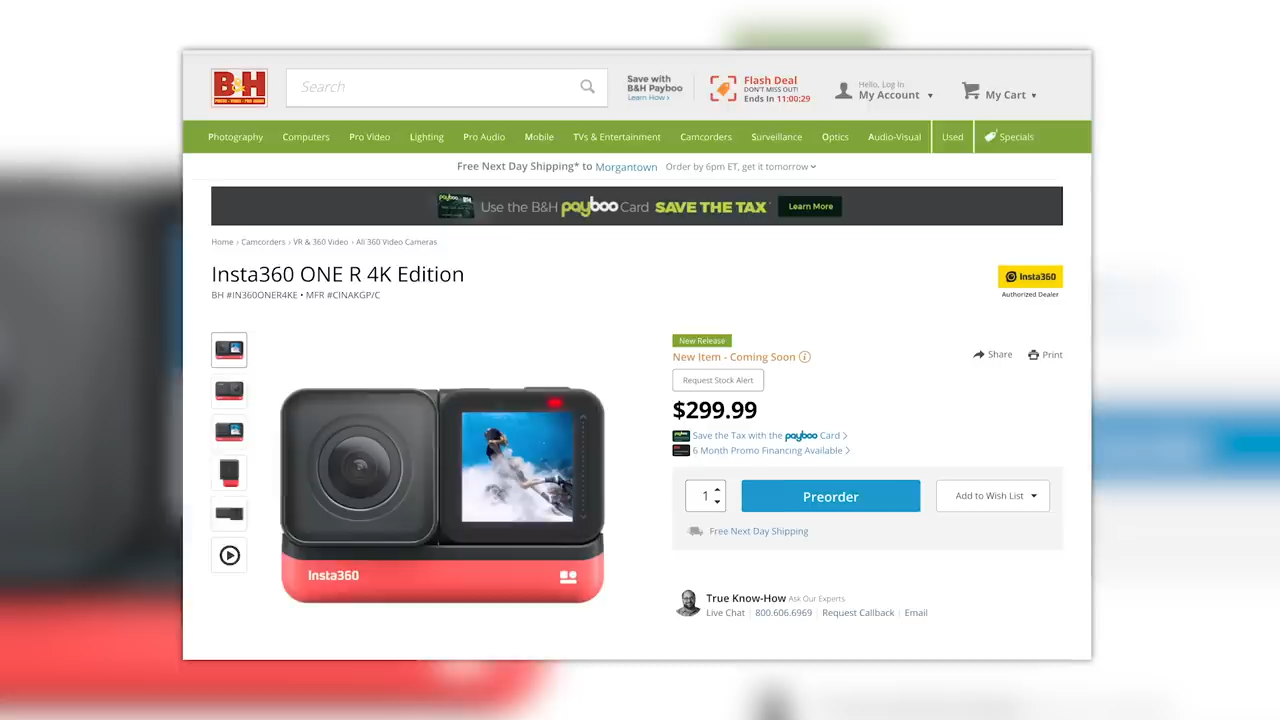 B&H
PHOTO • VIDEO • PRO AUDIO
Search
Save with
B&H Payboo
Learn How ›
Flash Deal
DON'T MISS OUT!
Ends In 11:00:29
Hello, Log In
My Account
My Cart
Photography Computers Pro Video Lighting Pro Audio Mobile TVs & Entertainment Camcorders Surveillance Optics Audio-Visual Used Specials
Free Next Day Shipping* to Morgantown Order by 6pm ET, get it tomorrow
payboo B&H Use the B&H payboo Card SAVE THE TAX* Learn More
Home › Camcorders › VR & 360 Video › All 360 Video Cameras
Insta360 ONE R 4K Edition
BH #IN360ONER4KE • MFR #CINAKGP/C
Insta360
Authorized Dealer
New Release
New Item - Coming Soon
Share Print
Request Stock Alert
$299.99
Save the Tax with the payboo Card
6 Month Promo Financing Available
1 Preorder Add to Wish List
Free Next Day Shipping
Insta360
True Know-How Ask Our Experts
Live Chat | 800.606.6969 | Request Callback | Email